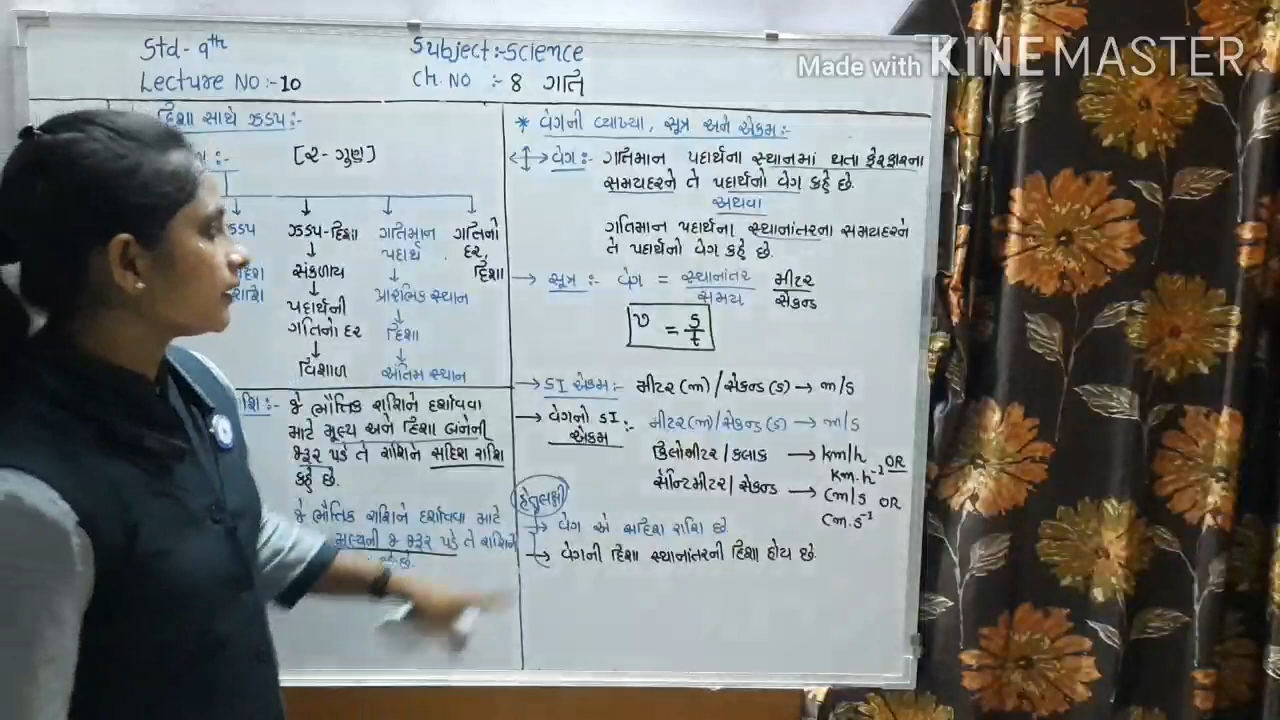 Made with KINEMASTER
Std- 9th
Subject:-Science
Lecture No:-10
Ch. No :- 8 ગતિ
દિશા સાથે ઝડપ:-
[૨- ગુણ]
ઝડપ-દિશા
↓
સંકળાય
↓
પદાર્થની
ગતિનો દર
↓
વિશાળ
ગતિમાન
પદાર્થ
↓
પ્રારંભિક સ્થાન
↓
દિશા
↓
અંતિમ સ્થાન
ગતિનો
દર,
દિશા
:- જે ભૌતિક રાશિને દર્શાવવા
માટે મૂલ્ય અને દિશા બંનેની
જરૂર પડે તે રાશિને સદિશ રાશિ
કહે છે.
જે ભૌતિક રાશિને દર્શાવવા માટે
મૂલ્યની જ જરૂર પડે તે રાશિને
* વેગની વ્યાખ્યા, સૂત્ર અને એકમ:-
→ વેગ:- ગતિમાન પદાર્થના સ્થાનમાં થતા ફેરફારના
સમયદરને તે પદાર્થનો વેગ કહે છે.
અથવા
ગતિમાન પદાર્થના સ્થાનાંતરના સમયદરને
તે પદાર્થનો વેગ કહે છે.
→ સૂત્ર:- વેગ = સ્થાનાંતર / સમય મીટર / સેકન્ડ
v = s/t
→ SI એકમ:- મીટર(m)/સેકન્ડ(s) → m/s
→ વેગનો SI એકમ:- મીટર(m)/સેકન્ડ(s) → m/s
કિલોમીટર/કલાક → km/h OR
km.h⁻¹
સેન્ટિમીટર/સેકન્ડ → cm/s OR
cm.s⁻¹
હેતુલક્ષી
→ વેગ એ સદિશ રાશિ છે.
→ વેગની દિશા સ્થાનાંતરની દિશા હોય છે.